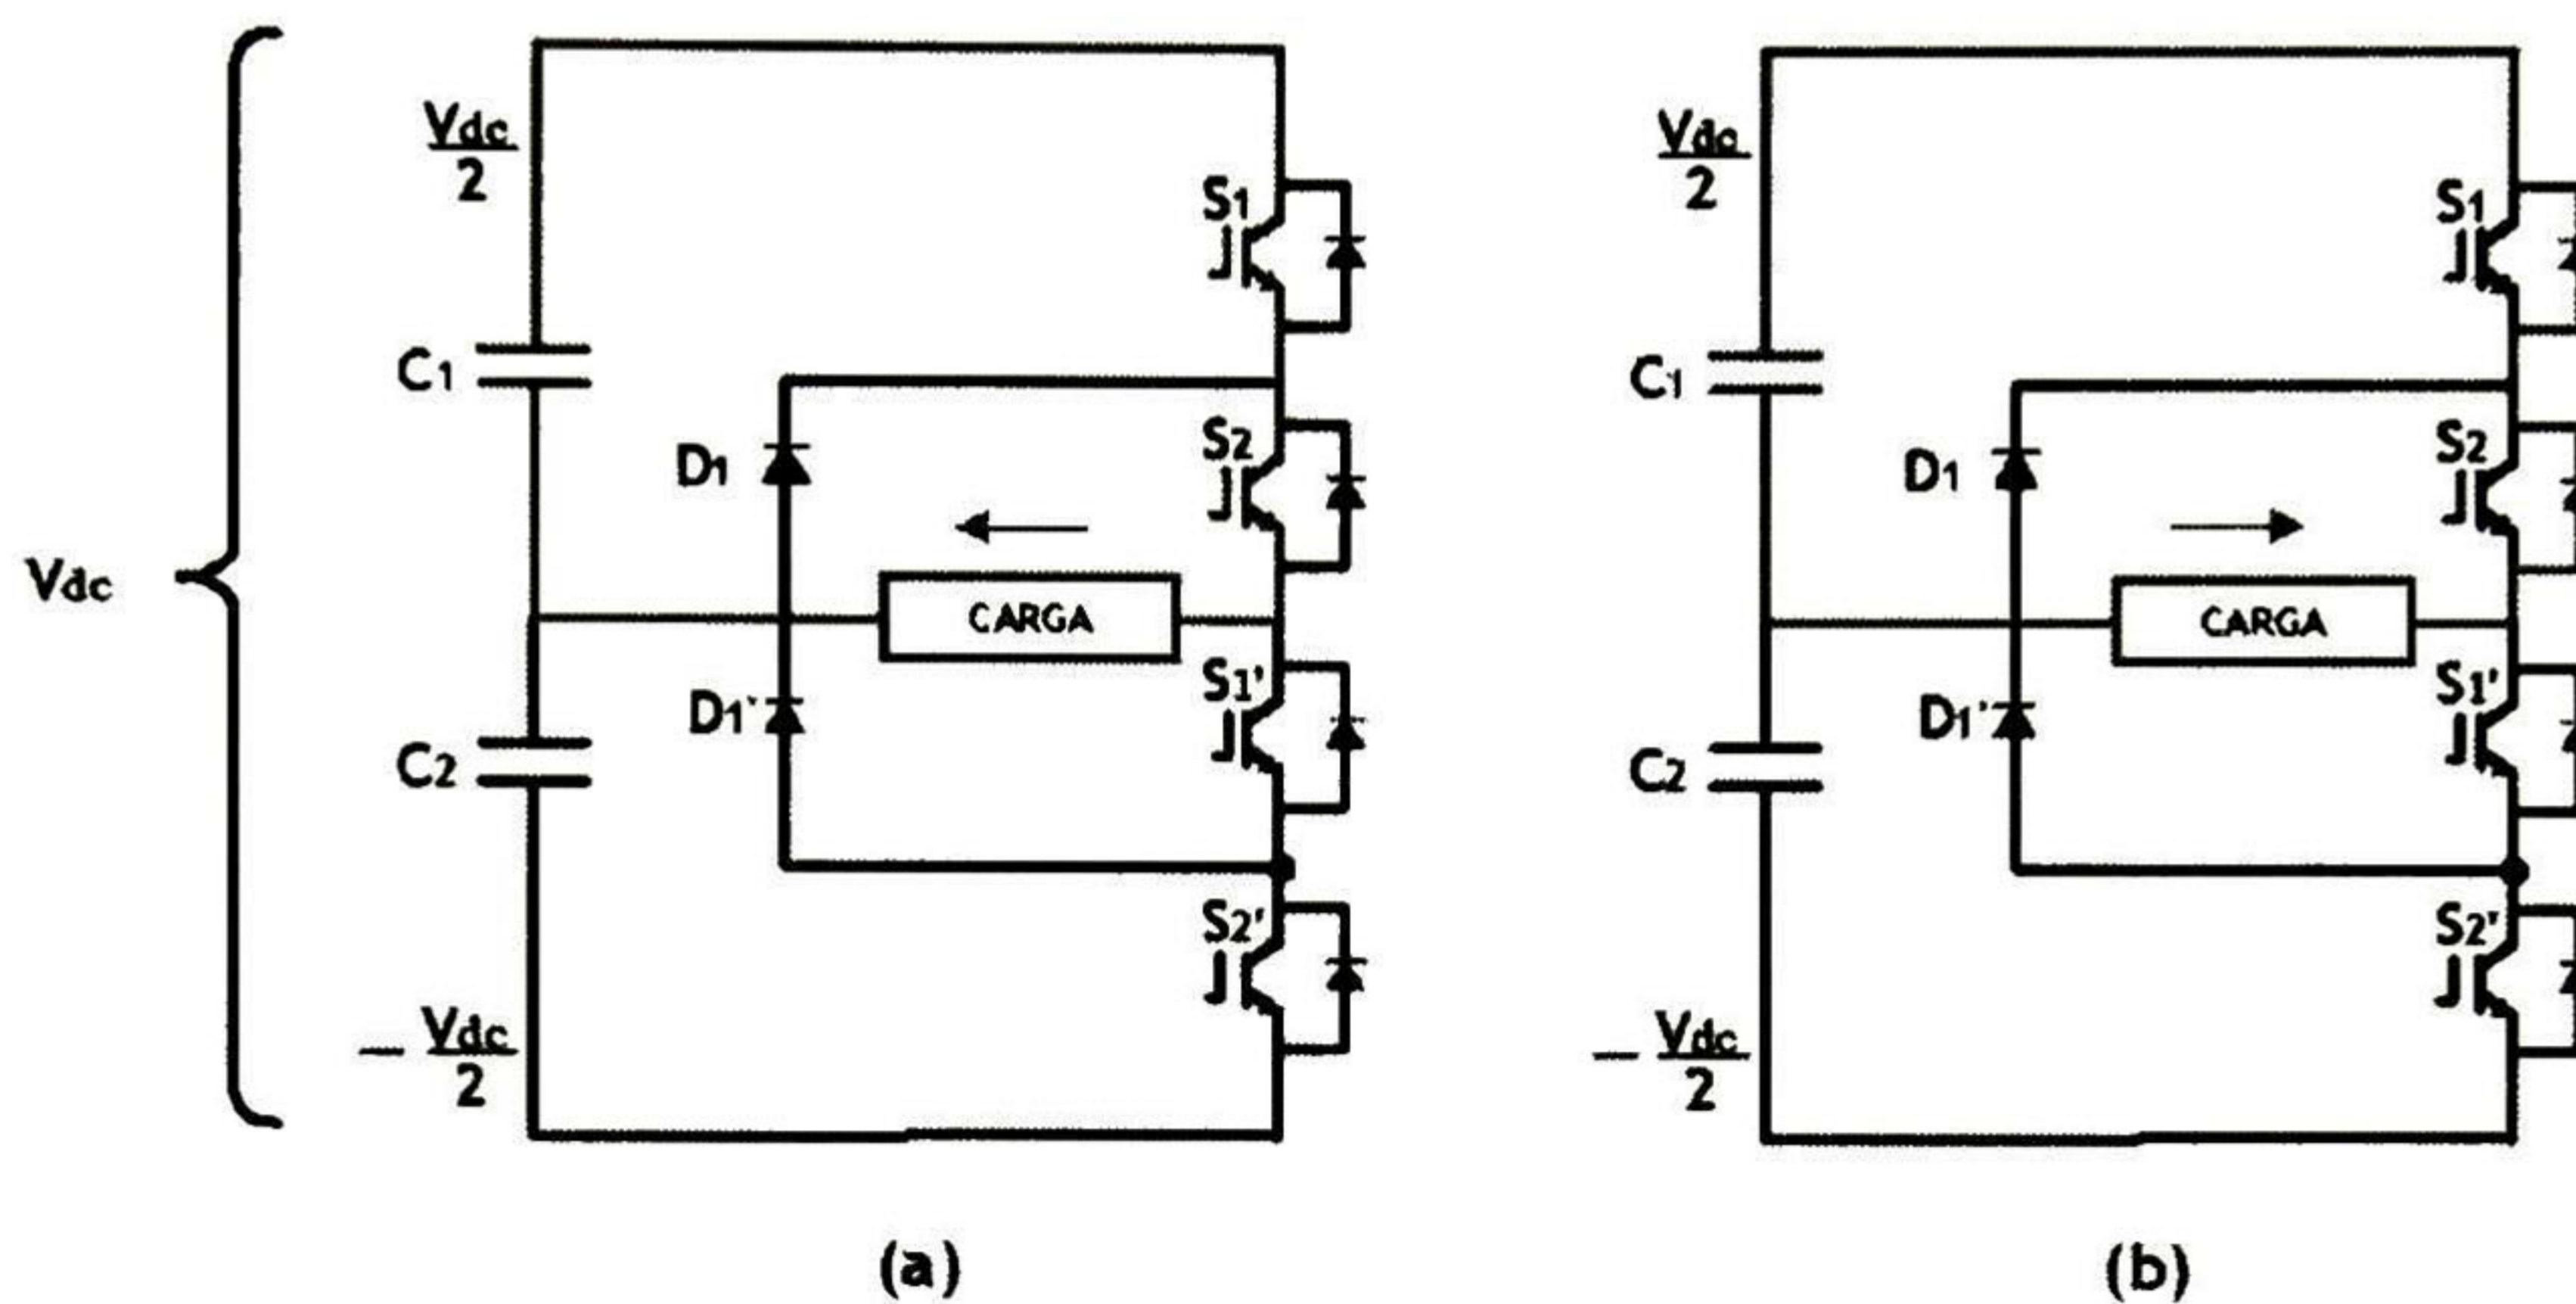 Vdc
Vdc
2
C1
C2
– Vdc
2
D1
D1'
S1
S2
CARGA
S1'
S2'
(a)
Vdc
2
C1
C2
– Vdc
2
D1
D1'
S1
S2
CARGA
S1'
S2'
(b)